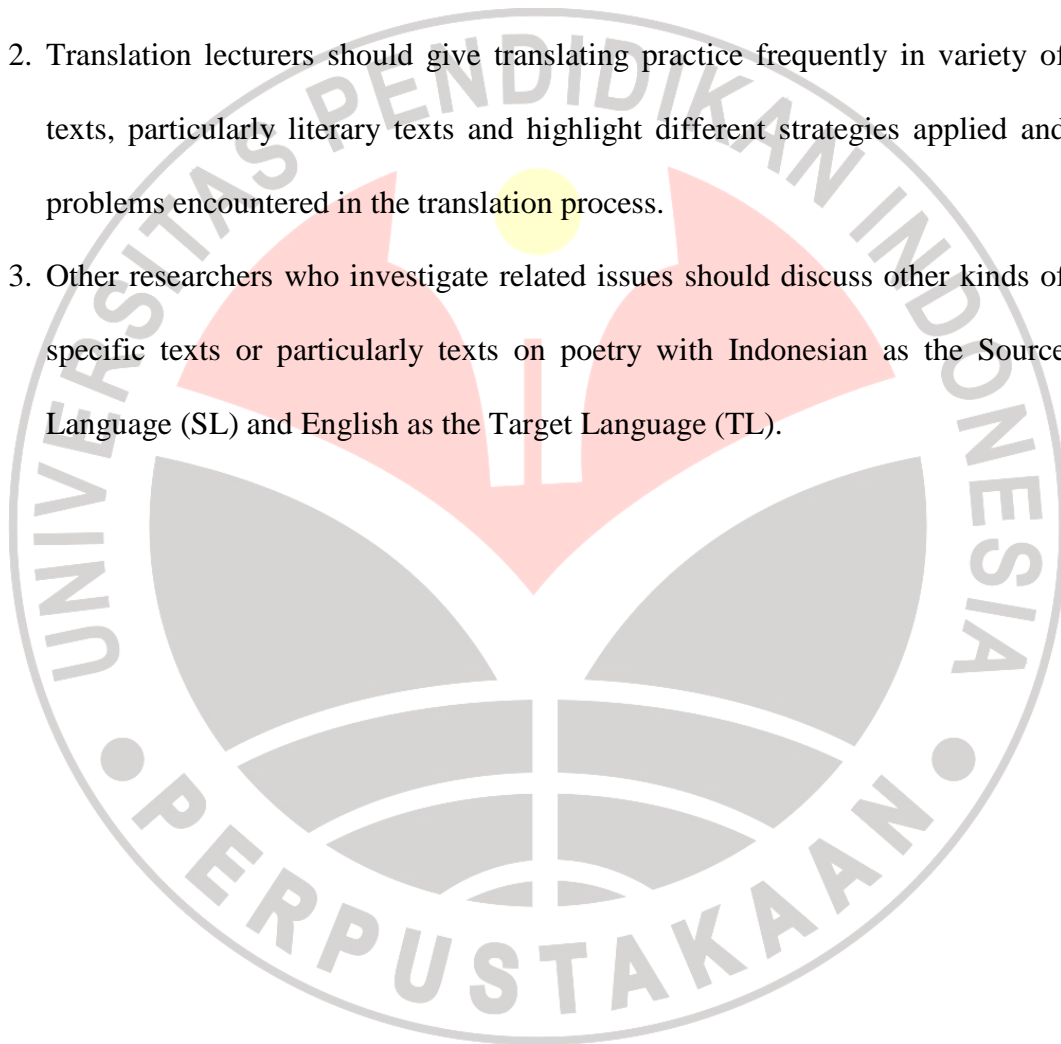 2. Translation lecturers should give translating practice frequently in variety of
texts, particularly literary texts and highlight different strategies applied and
problems encountered in the translation process.
3. Other researchers who investigate related issues should discuss other kinds of
specific texts or particularly texts on poetry with Indonesian as the Source
Language (SL) and English as the Target Language (TL).
UNIVERSITAS PENDIDIKAN INDONESIA
PERPUSTAKAAN